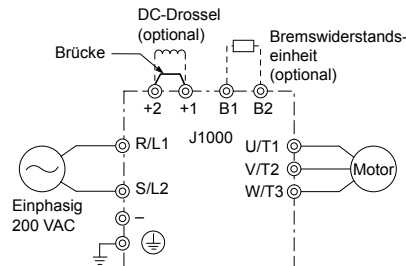 DC-Drossel
(optional)
Brücke
Bremswiderstands-
einheit
(optional)
+2 +1 B1 B2
J1000
R/L1
S/L2
–
U/T1
V/T2
W/T3
Motor
Einphasig
200 VAC